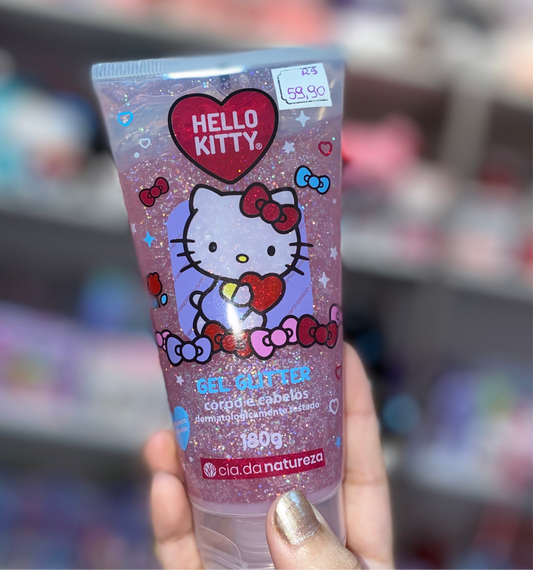 R$
59,90
HELLO
KITTY®
GEL GLITTER
corpo e cabelos
dermatologicamente testado
180g
cia.da natureza